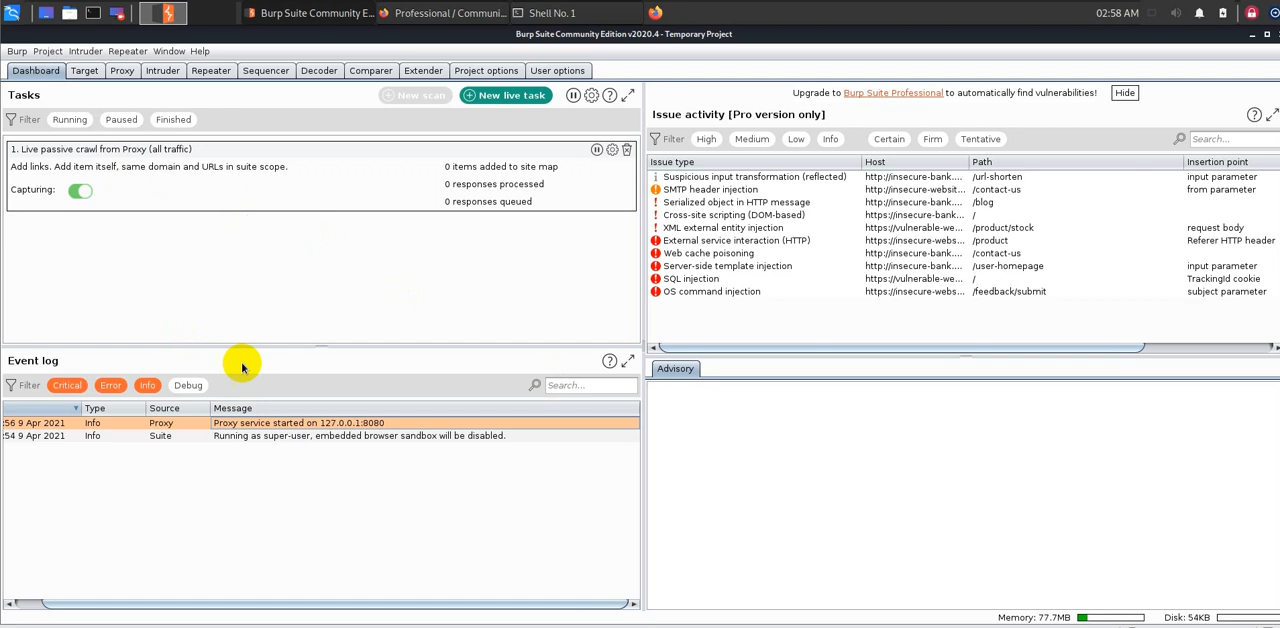 Burp Suite Community E...
Professional / Communi...
Shell No. 1
02:58 AM
Burp Suite Community Edition v2020.4 - Temporary Project
Burp Project Intruder Repeater Window Help
Dashboard Target Proxy Intruder Repeater Sequencer Decoder Comparer Extender Project options User options
Tasks
New scan
New live task
Filter Running Paused Finished
1. Live passive crawl from Proxy (all traffic)
Add links. Add item itself, same domain and URLs in suite scope.
0 items added to site map
Capturing:
0 responses processed
0 responses queued
Event log
Filter Critical Error Info Debug
Search...
Type Source Message
:56 9 Apr 2021 Info Proxy Proxy service started on 127.0.0.1:8080
:54 9 Apr 2021 Info Suite Running as super-user, embedded browser sandbox will be disabled.
Upgrade to Burp Suite Professional to automatically find vulnerabilities!
Hide
Issue activity [Pro version only]
Filter High Medium Low Info Certain Firm Tentative
Search...
Issue type Host Path Insertion point
Suspicious input transformation (reflected) http://insecure-bank.... /url-shorten input parameter
SMTP header injection http://insecure-websit... /contact-us from parameter
Serialized object in HTTP message http://insecure-bank.... /blog
Cross-site scripting (DOM-based) https://insecure-bank.... /
XML external entity injection https://vulnerable-we... /product/stock request body
External service interaction (HTTP) https://insecure-webs... /product Referer HTTP header
Web cache poisoning http://insecure-bank.... /contact-us
Server-side template injection http://insecure-bank.... /user-homepage input parameter
SQL injection https://vulnerable-we... / TrackingId cookie
OS command injection https://insecure-webs... /feedback/submit subject parameter
Advisory
Memory: 77.7MB
Disk: 54KB